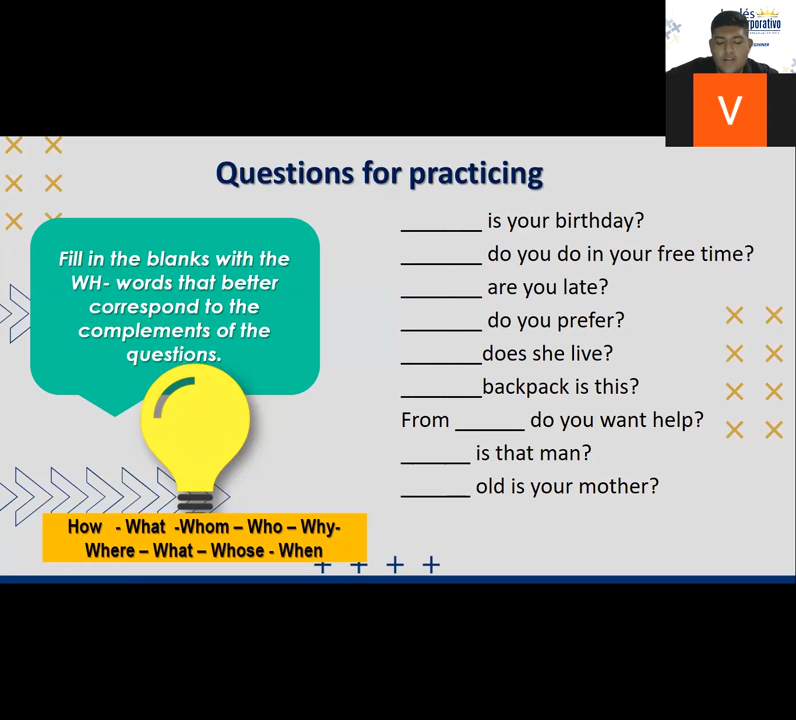 V
Questions for practicing
Fill in the blanks with the
WH- words that better
correspond to the
complements of the
questions.
_______ is your birthday?
_______ do you do in your free time?
_______ are you late?
_______ do you prefer?
_______does she live?
_______backpack is this?
From ______ do you want help?
______ is that man?
______ old is your mother?
How - What -Whom – Who – Why-
Where – What – Whose - When